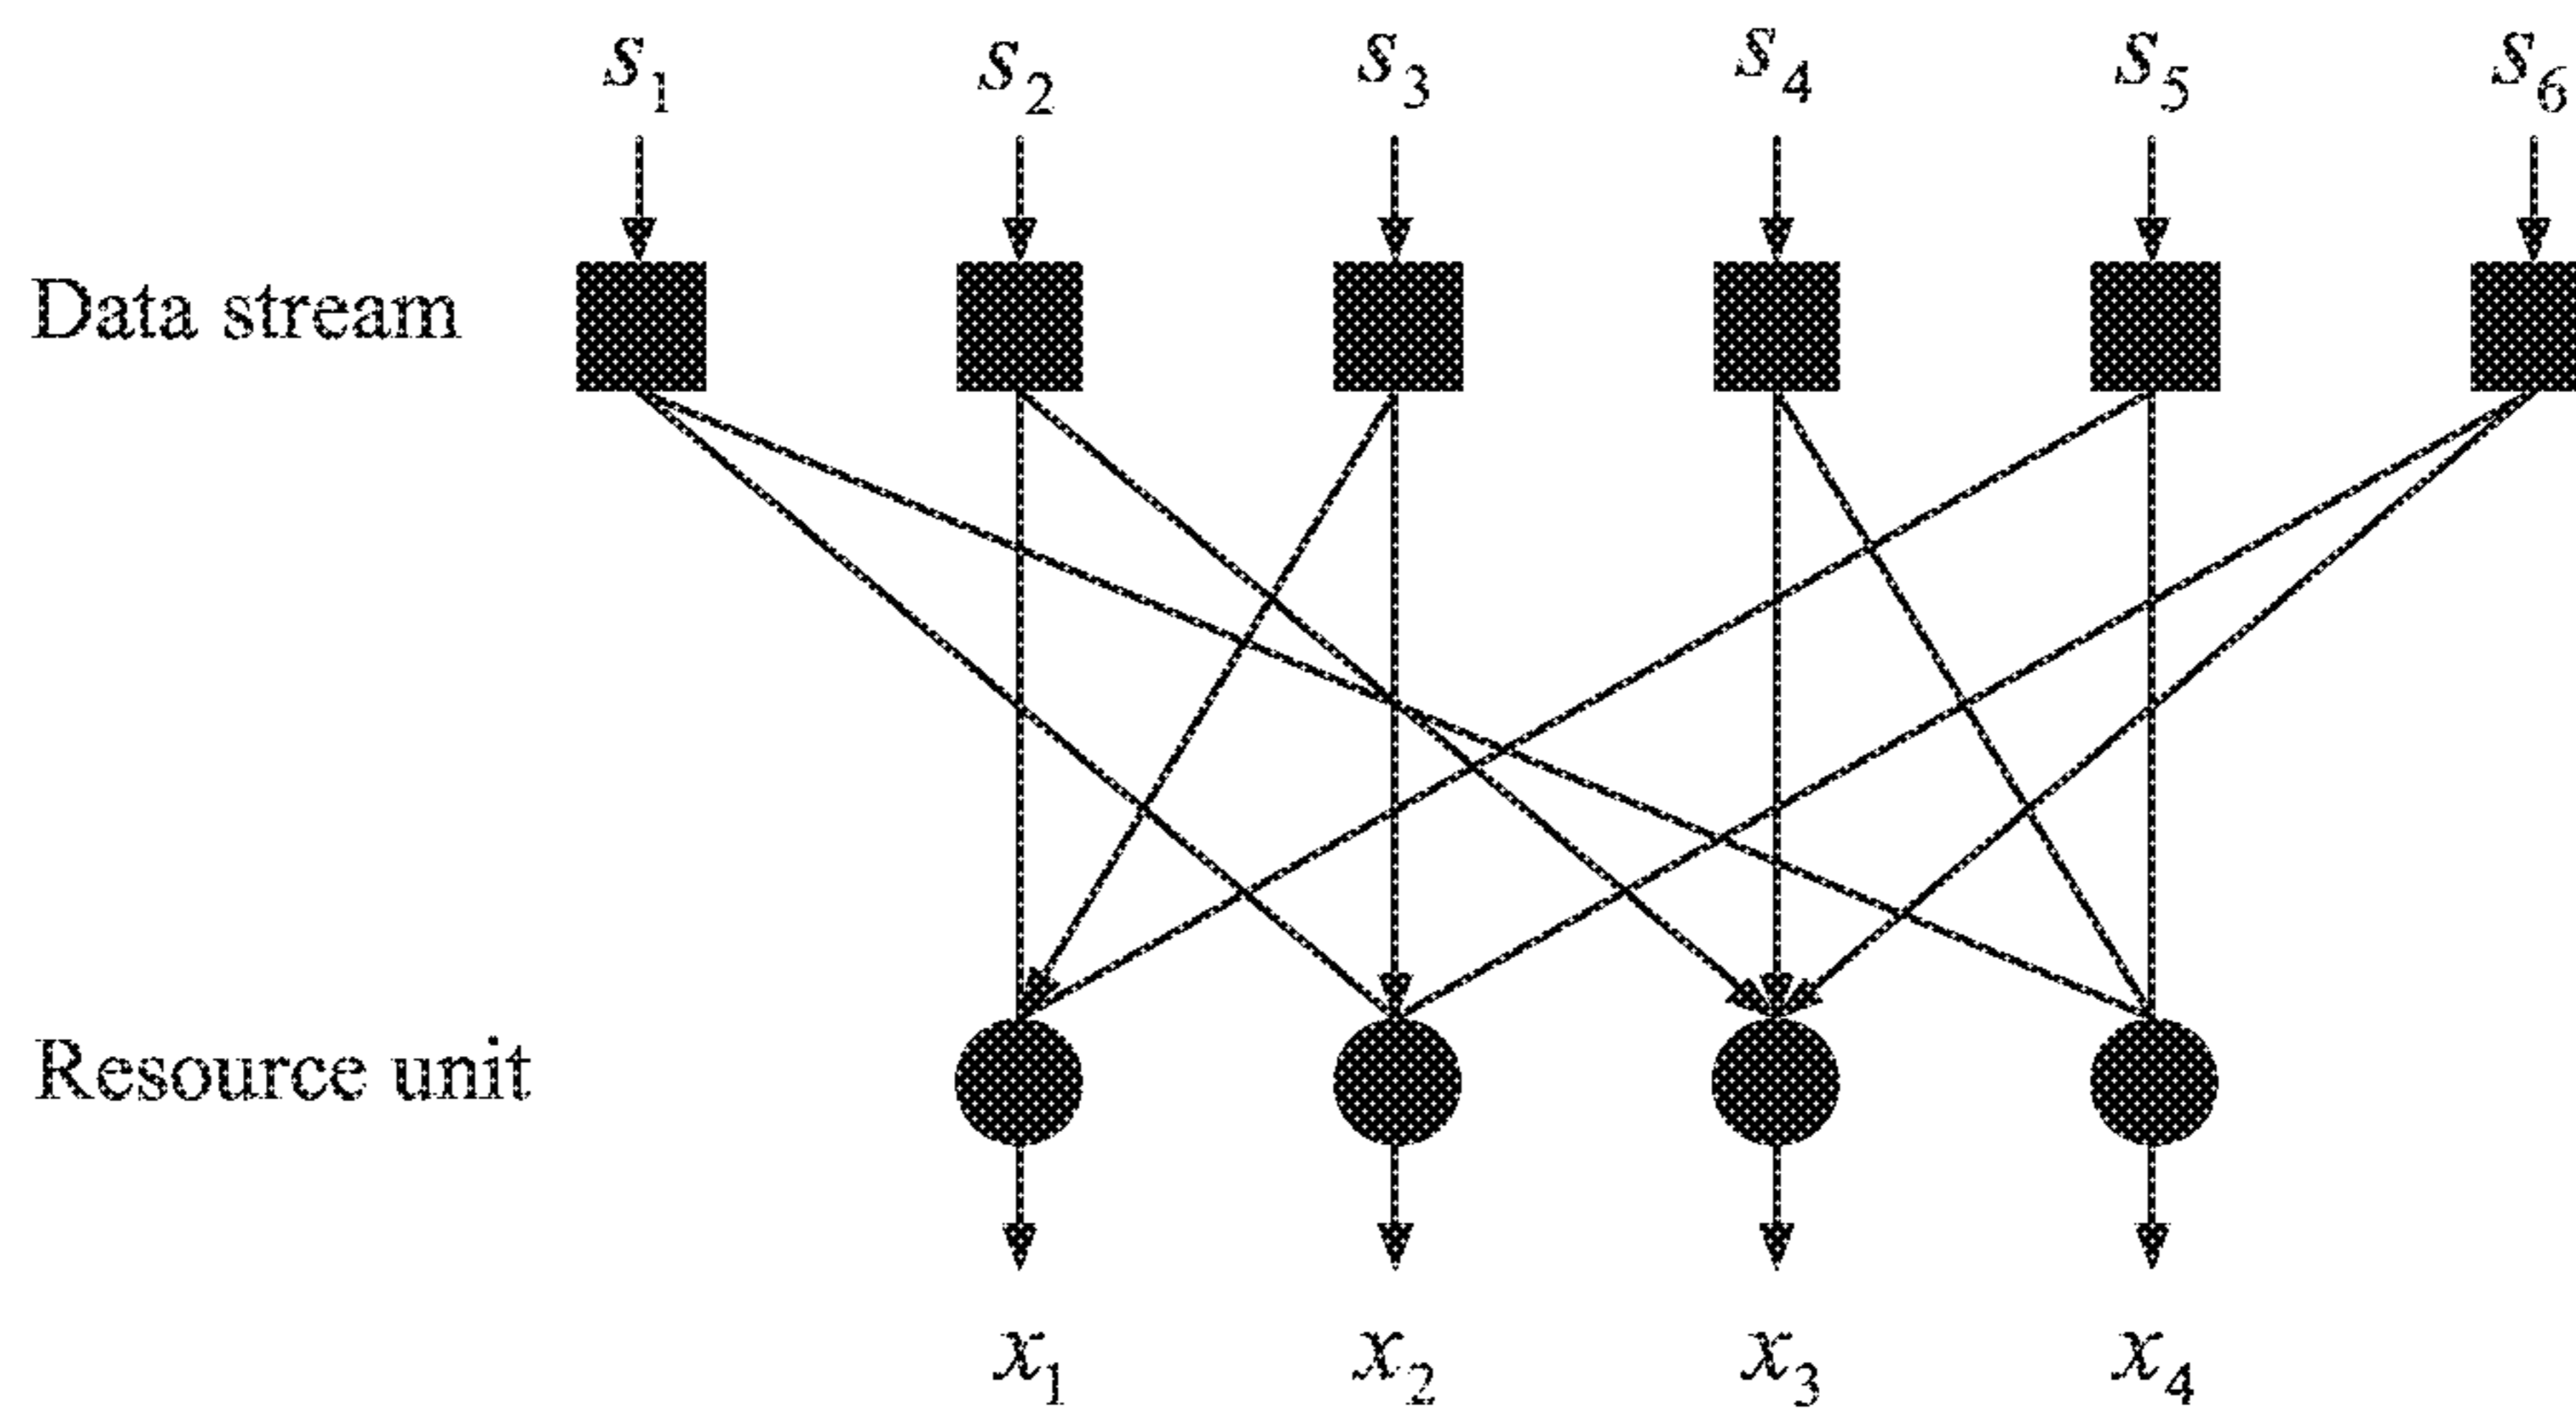 s1 s2 s3 s4 s5 s6
Data stream
Resource unit
x1 x2 x3 x4